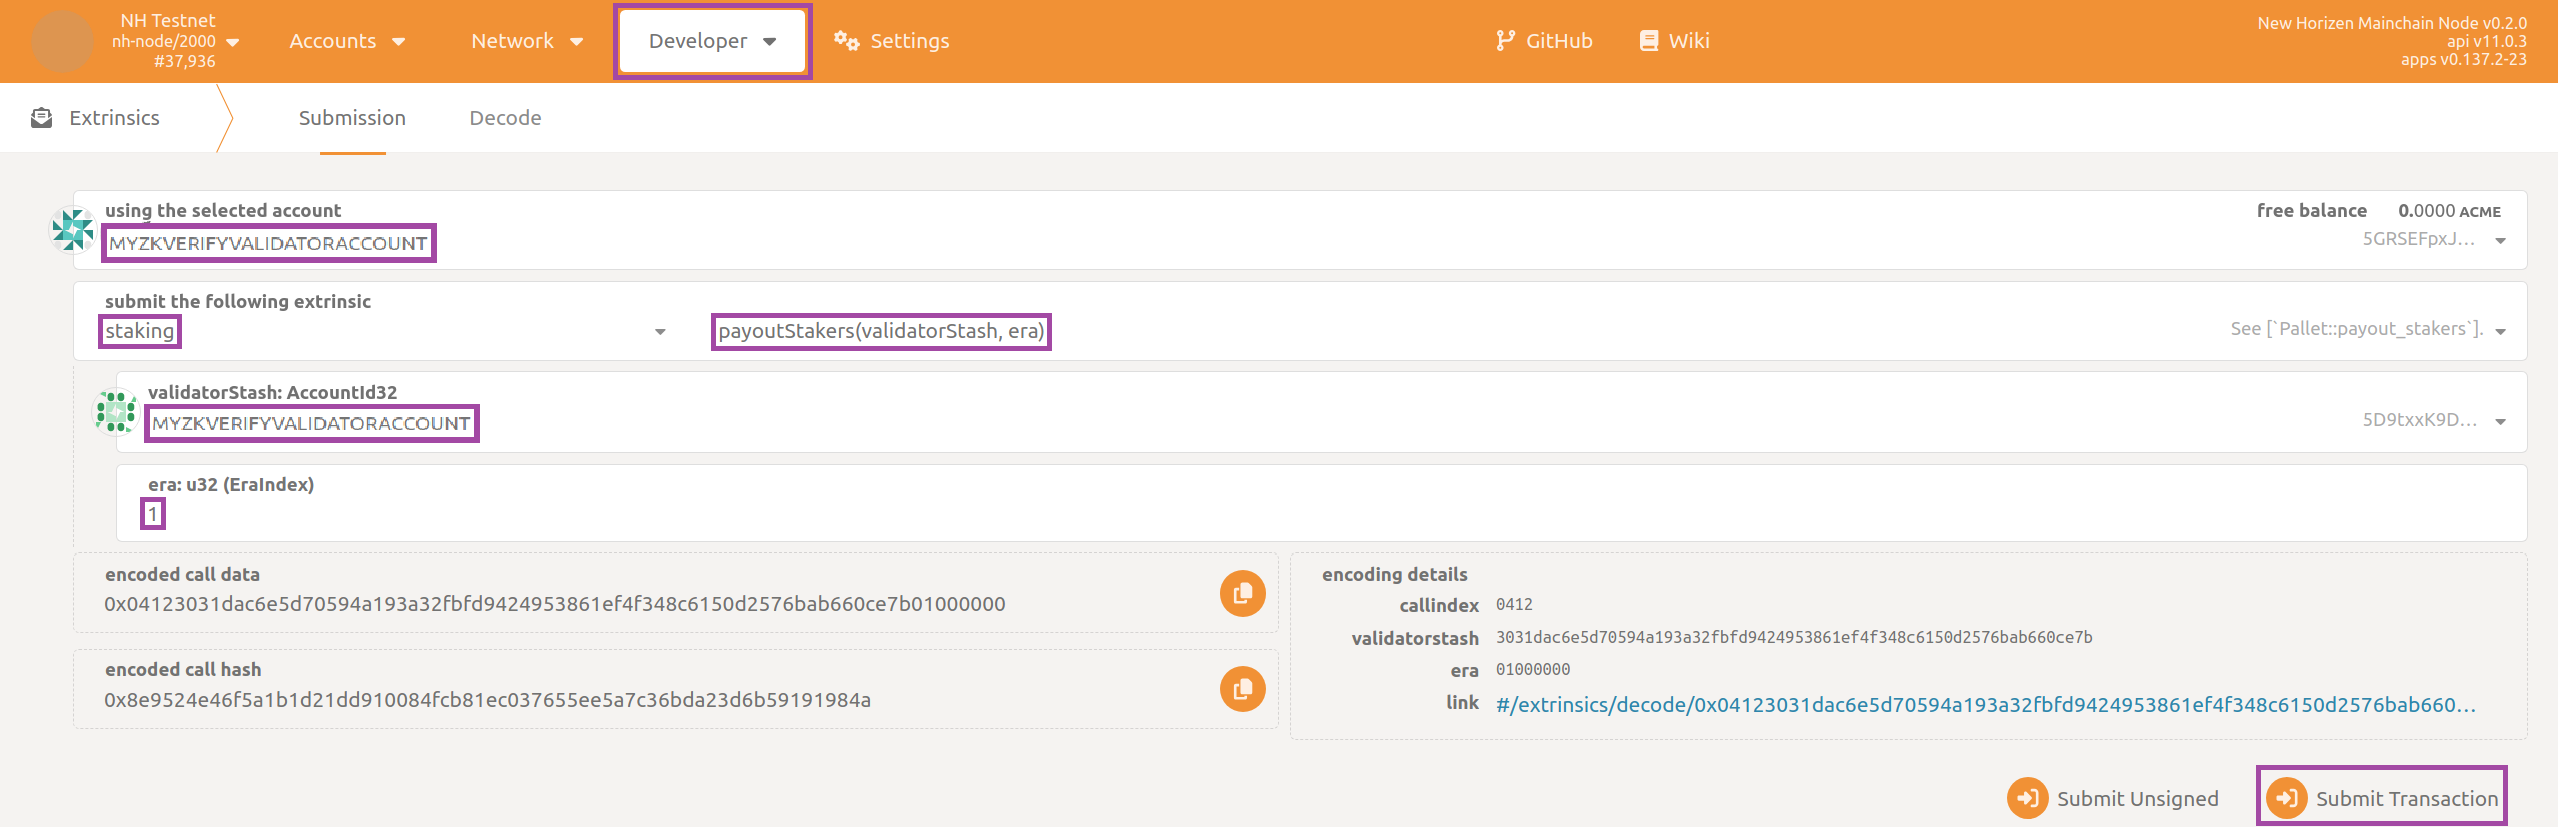 NH Testnet
nh-node/2000
#37,936
Accounts
Network
Developer
Settings
GitHub
Wiki
New Horizen Mainchain Node v0.2.0
api v11.0.3
apps v0.137.2-23
Extrinsics
Submission
Decode
using the selected account
MYZKVERIFYVALIDATORACCOUNT
free balance 0.0000 ACME
5GRSEFpxJ...
submit the following extrinsic
staking
payoutStakers(validatorStash, era)
See [`Pallet::payout_stakers`].
validatorStash: AccountId32
MYZKVERIFYVALIDATORACCOUNT
5D9txxK9D...
era: u32 (EraIndex)
1
encoded call data
0x04123031dac6e5d70594a193a32fbfd9424953861ef4f348c6150d2576bab660ce7b01000000
encoded call hash
0x8e9524e46f5a1b1d21dd910084fcb81ec037655ee5a7c36bda23d6b59191984a
encoding details
callindex 0412
validatorstash 3031dac6e5d70594a193a32fbfd9424953861ef4f348c6150d2576bab660ce7b
era 01000000
link #/extrinsics/decode/0x04123031dac6e5d70594a193a32fbfd9424953861ef4f348c6150d2576bab660...
Submit Unsigned
Submit Transaction